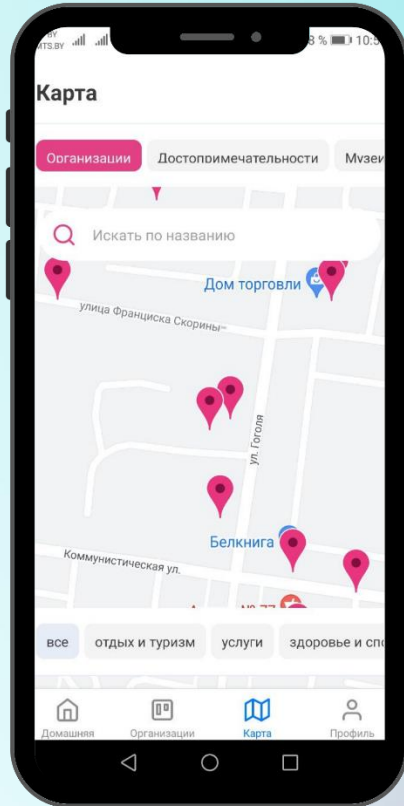 MTS.BY
8 %
10:5
Карта
Организации Достопримечательности Музеи
Искать по названию
Дом торговли
улица Франциска Скорины
ул. Гоголя
Белкнига
Коммунистическая ул.
№ 77
все отдых и туризм услуги здоровье и спо
Домашняя Организации Карта Профиль